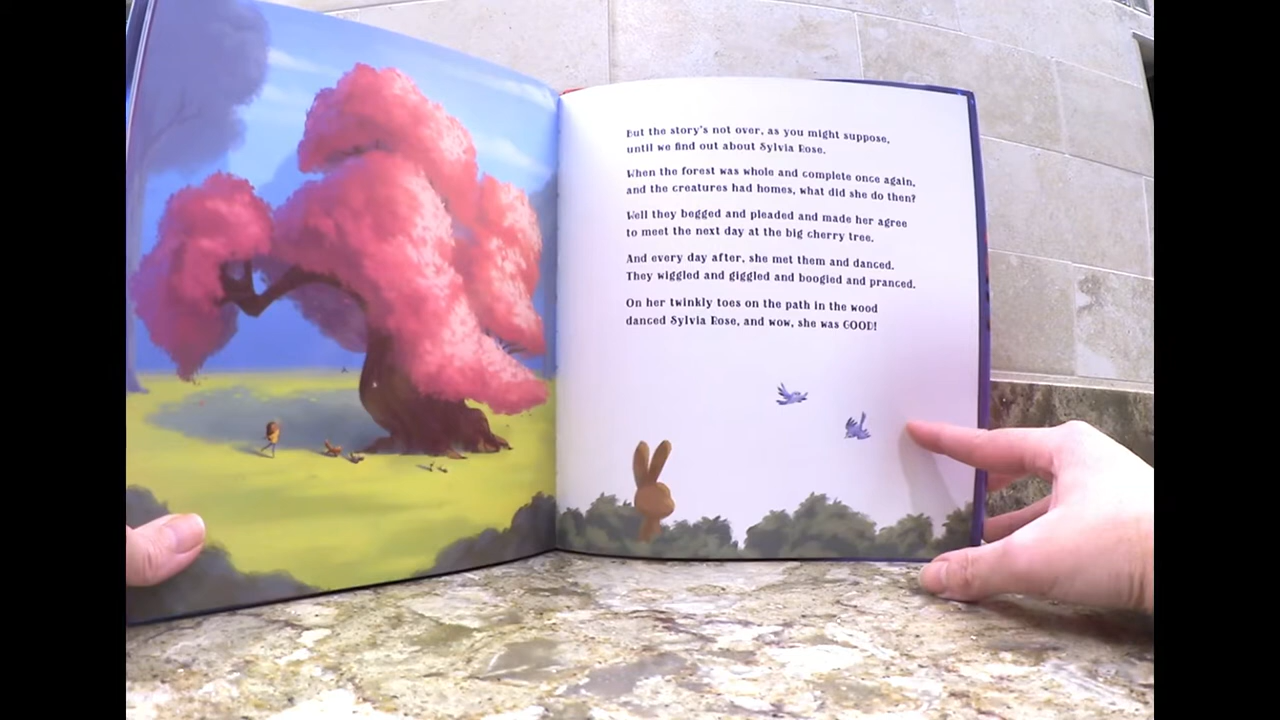 But the story's not over, as you might suppose,
until we find out about Sylvia Rose.
When the forest was whole and complete once again,
and the creatures had homes, what did she do then?
Well they begged and pleaded and made her agree
to meet the next day at the big cherry tree.
And every day after, she met them and danced.
They wiggled and giggled and boogied and pranced.
On her twinkly toes on the path in the wood
danced Sylvia Rose, and wow, she was GOOD!